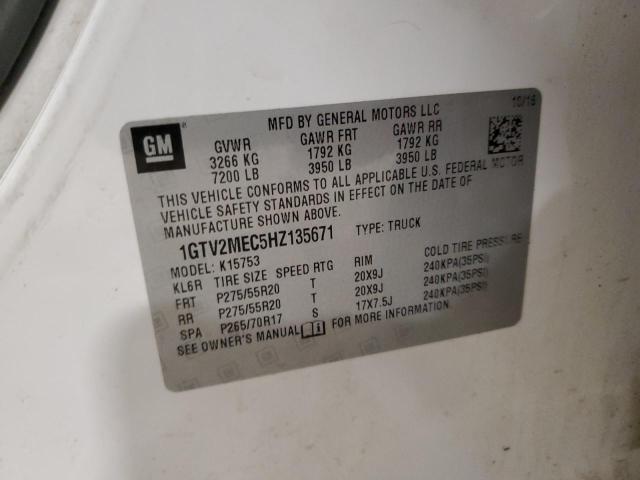 GM
MFD BY GENERAL MOTORS LLC
10/16
GVWR GAWR FRT GAWR RR
3266 KG 1792 KG 1792 KG
7200 LB 3950 LB 3950 LB
THIS VEHICLE CONFORMS TO ALL APPLICABLE U.S. FEDERAL MOTOR
VEHICLE SAFETY STANDARDS IN EFFECT ON THE DATE OF
MANUFACTURE SHOWN ABOVE.
1GTV2MEC5HZ135671 TYPE: TRUCK
MODEL: K15753
KL6R TIRE SIZE SPEED RTG RIM COLD TIRE PRESSURE
FRT P275/55R20 T 20X9J 240KPA(35PSI)
RR P275/55R20 T 20X9J 240KPA(35PSI)
SPA P265/70R17 S 17X7.5J 240KPA(35PSI)
SEE OWNER'S MANUAL FOR MORE INFORMATION.